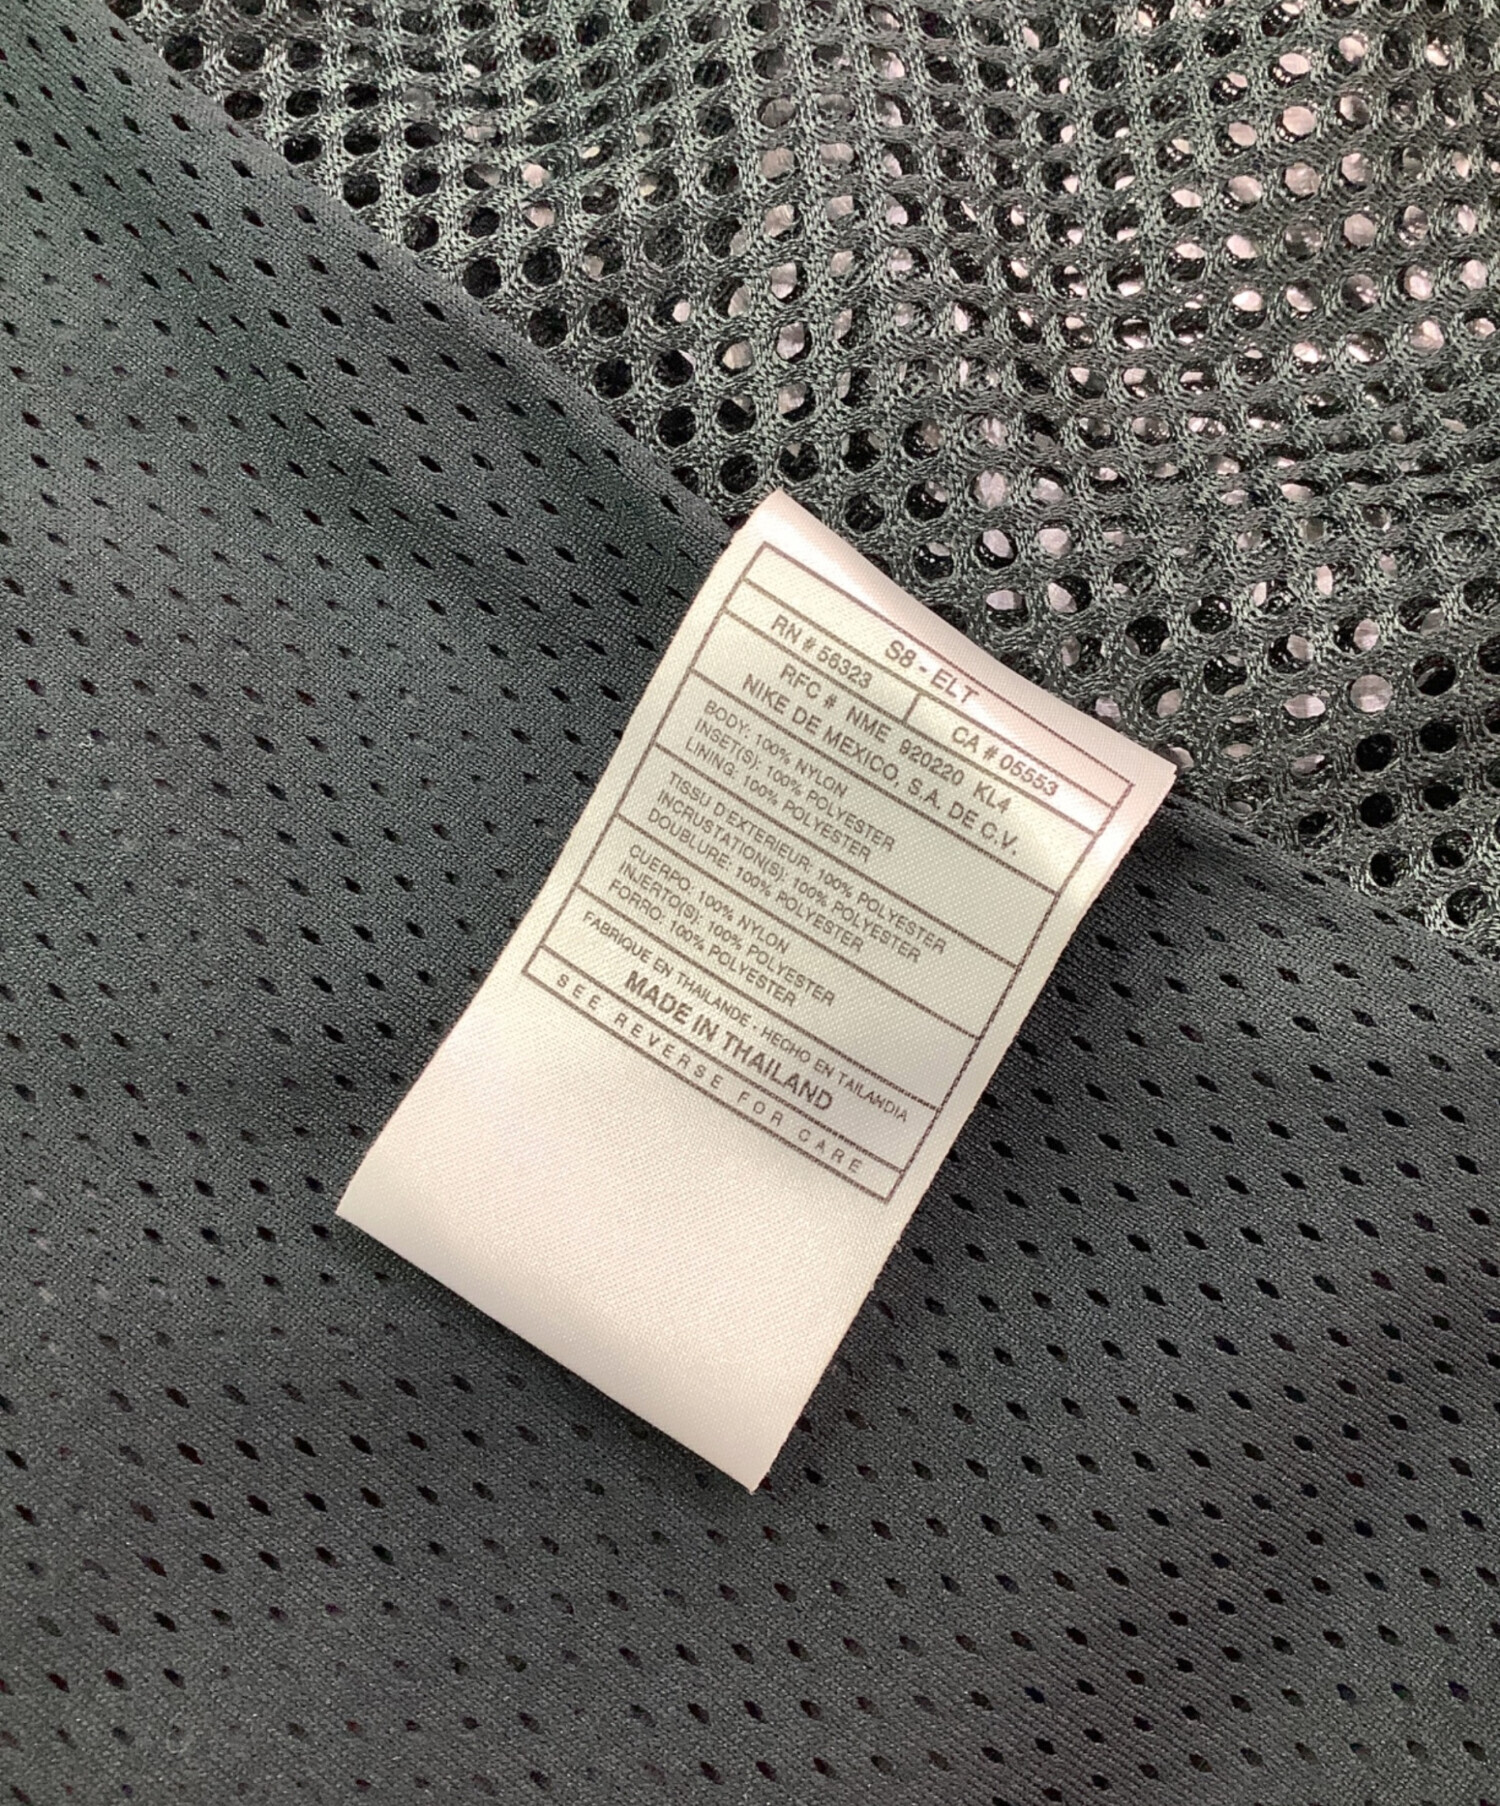 S8 - ELT
RN # 56323 CA # 05553
RFC # NME 920220 KL4
NIKE DE MEXICO, S.A. DE C.V.
BODY: 100% NYLON
INSET(S): 100% POLYESTER
LINING: 100% POLYESTER
TISSU D'EXTERIEUR: 100% POLYESTER
INCRUSTATION(S): 100% POLYESTER
DOUBLURE: 100% POLYESTER
CUERPO: 100% NYLON
INJERTO(S): 100% POLYESTER
FORRO: 100% POLYESTER
FABRIQUE EN THAILANDE - HECHO EN TAILANDIA
MADE IN THAILAND
SEE REVERSE FOR CARE